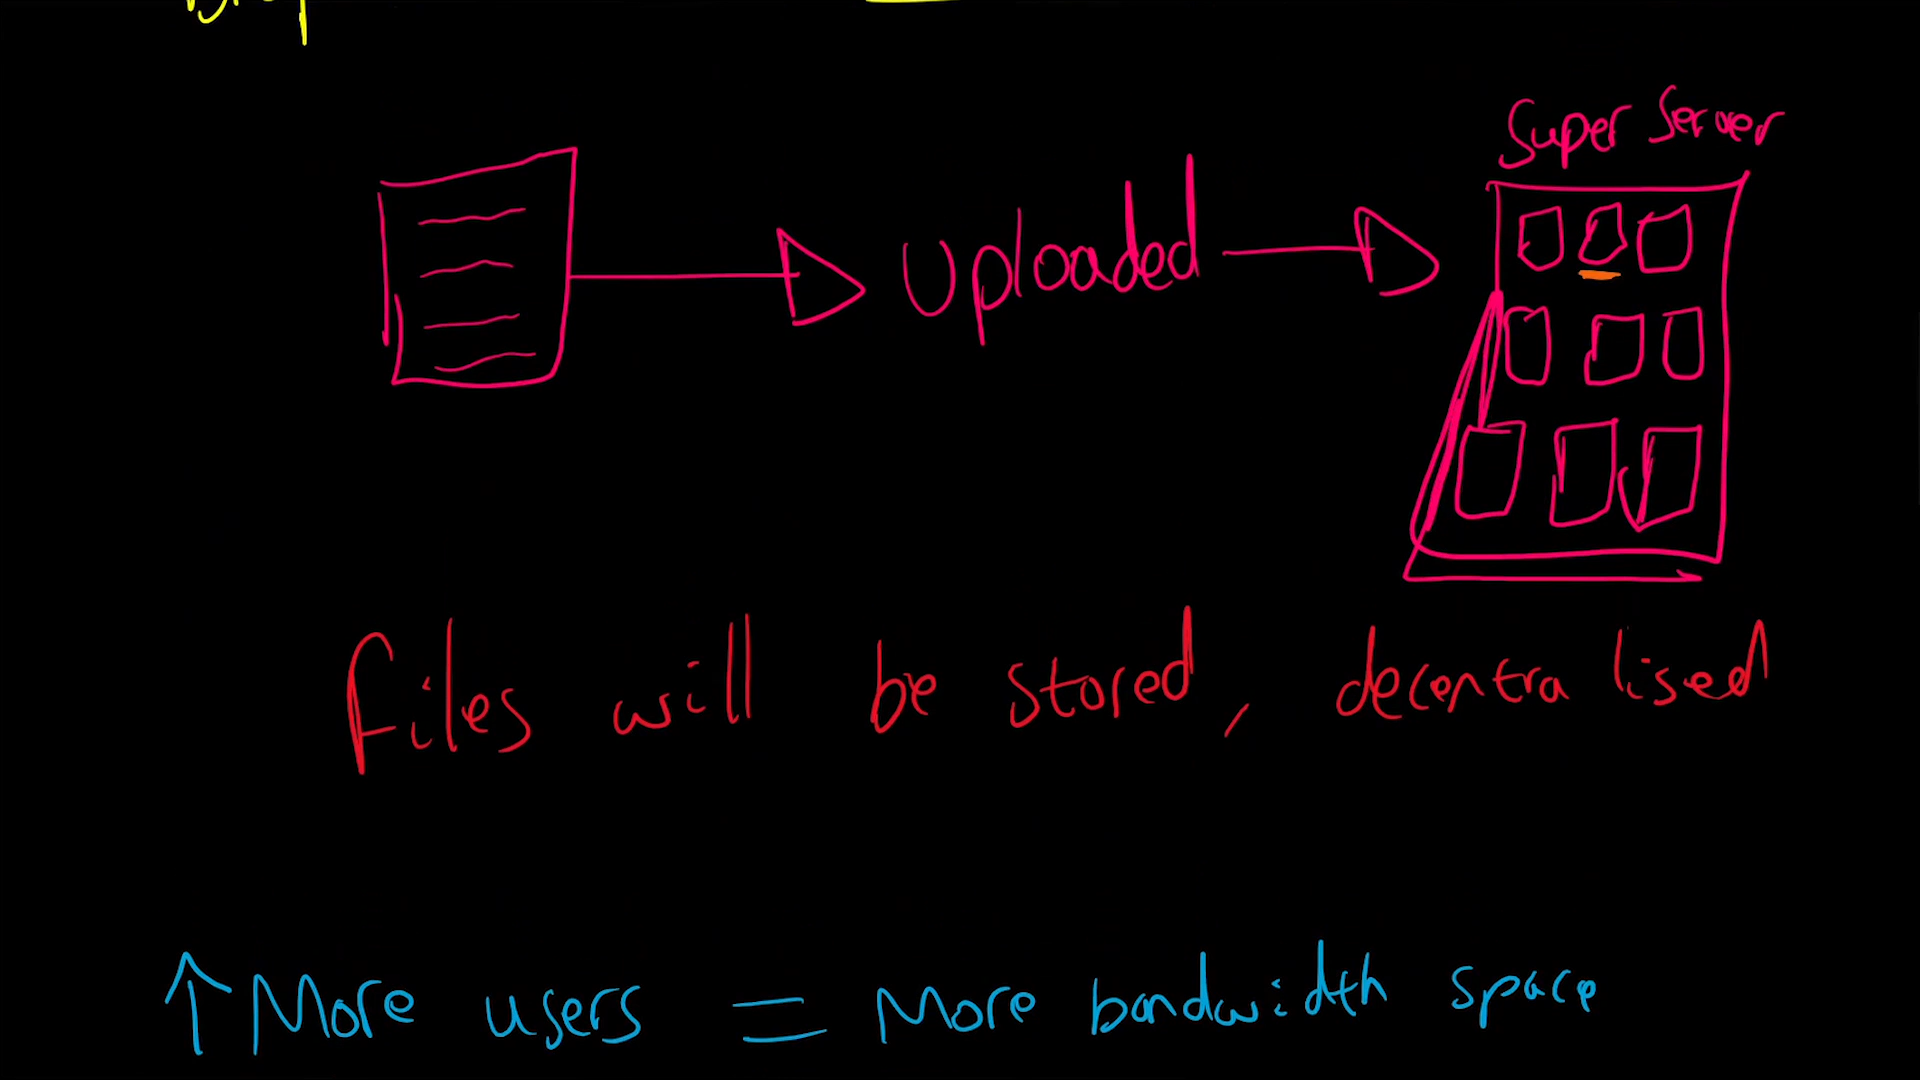 Super Server
Uploaded
Files will be stored, decentralised
↑ More users = More bandwidth space